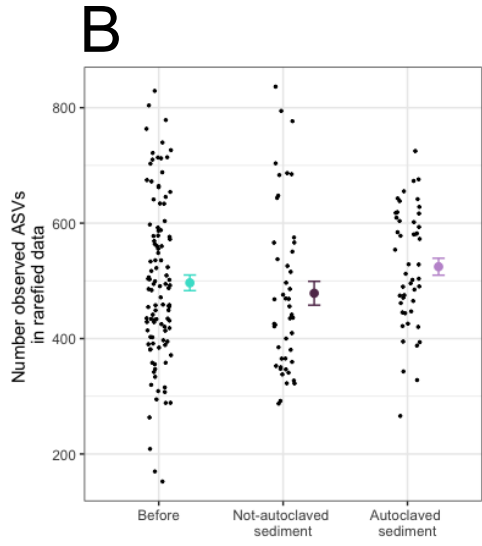 B
Number observed ASVs
in rarefied data
800
600
400
200
Before
Not-autoclaved
sediment
Autoclaved
sediment